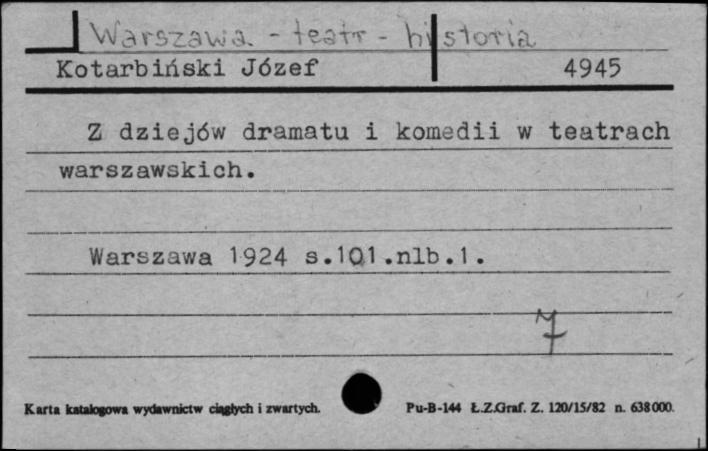 Warszawa - teatr - historia
Kotarbiński Józef 4945
Z dziejów dramatu i komedii w teatrach
warszawskich.
Warszawa 1924 s.101.nlb.1.
7
Karta katalogowa wydawnictw ciągłych i zwartych. Pu-B-144 Ł.Z.Graf. Z. 120/15/82 n. 638000.